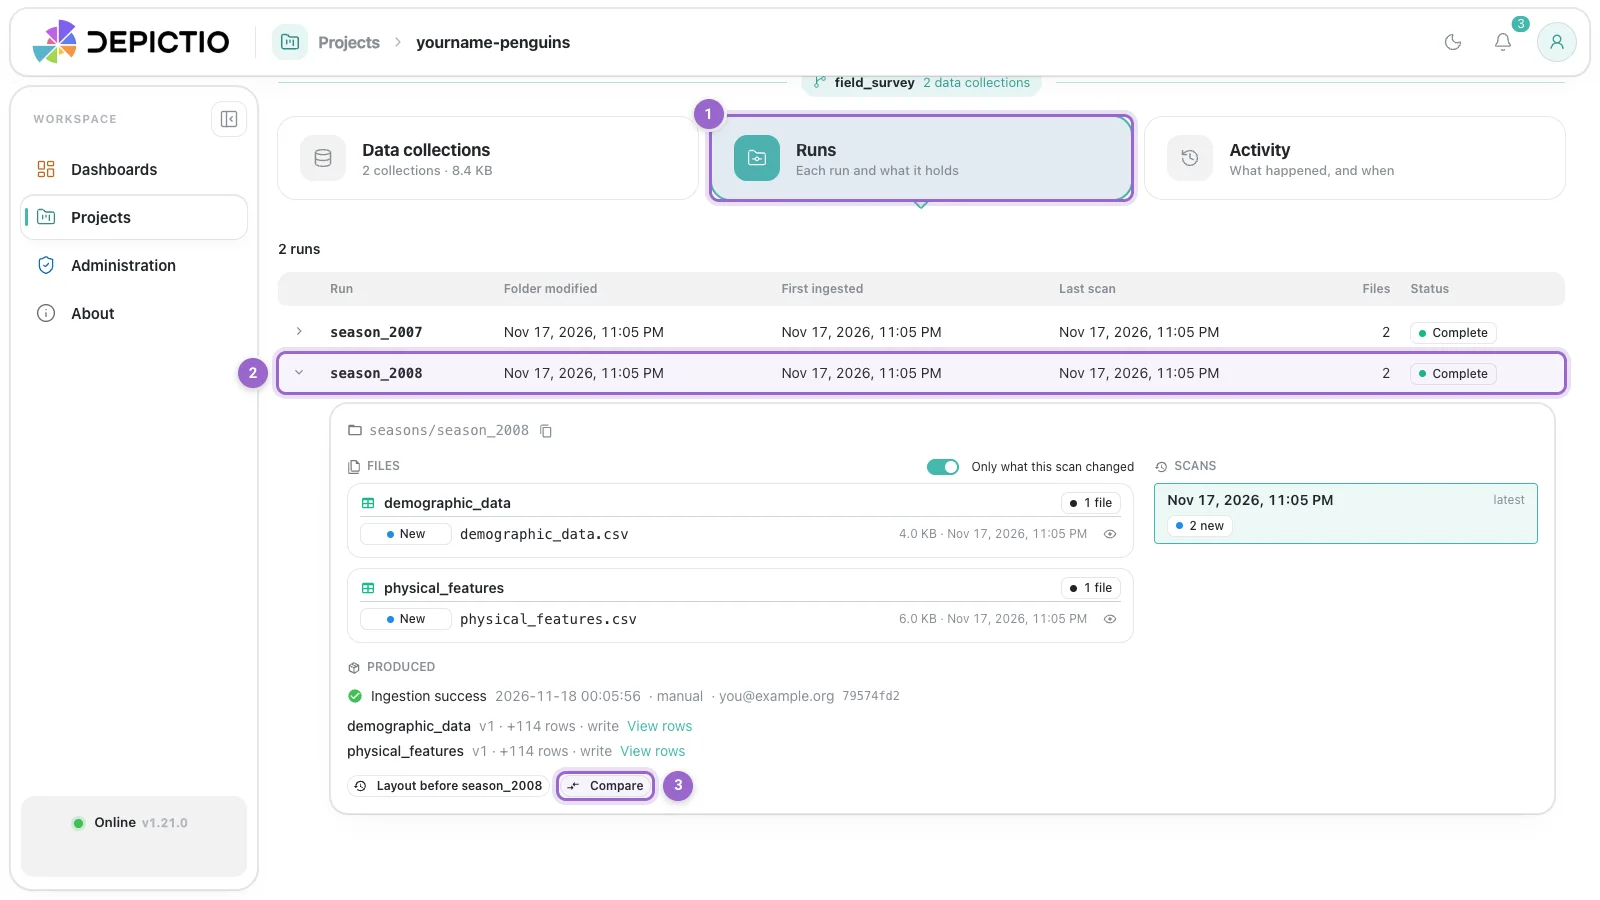 DEPICTIO
Projects > yourname-penguins
3
field_survey 2 data collections
WORKSPACE
Dashboards
Projects
Administration
About
Online v1.21.0
Data collections
2 collections · 8.4 KB
1
Runs
Each run and what it holds
Activity
What happened, and when
2 runs
Run Folder modified First ingested Last scan Files Status
season_2007 Nov 17, 2026, 11:05 PM Nov 17, 2026, 11:05 PM Nov 17, 2026, 11:05 PM 2 Complete
2 season_2008 Nov 17, 2026, 11:05 PM Nov 17, 2026, 11:05 PM Nov 17, 2026, 11:05 PM 2 Complete
seasons/season_2008
FILES Only what this scan changed
demographic_data 1 file
New demographic_data.csv 4.0 KB · Nov 17, 2026, 11:05 PM
physical_features 1 file
New physical_features.csv 6.0 KB · Nov 17, 2026, 11:05 PM
SCANS
Nov 17, 2026, 11:05 PM latest
2 new
PRODUCED
Ingestion success 2026-11-18 00:05:56 · manual · you@example.org 79574fd2
demographic_data v1 · +114 rows · write View rows
physical_features v1 · +114 rows · write View rows
Layout before season_2008 Compare 3